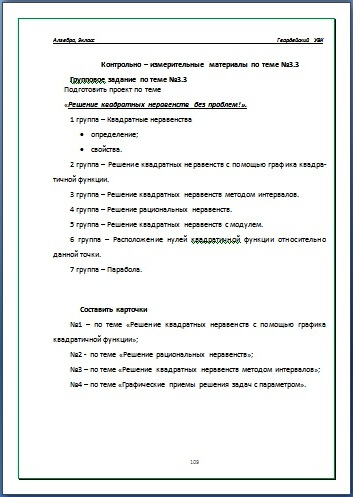 Алгебра, 9класс Гвардейский УВК
Контрольно – измерительные материалы по теме №3.3
Групповое задание по теме №3.3
Подготовить проект по теме
«Решение квадратных неравенств без проблем!».
1 группа – Квадратные неравенства
• определение;
• свойства.
2 группа – Решение квадратных неравенств с помощью графика квадра-
тичной функции.
3 группа – Решение квадратных неравенств методом интервалов.
4 группа – Решение рациональных неравенств.
5 группа – Решение квадратных неравенств с модулем.
6 группа – Расположение нулей квадратичной функции относительно
данной точки.
7 группа – Парабола.
Составить карточки
№1 – по теме «Решение квадратных неравенств с помощью графика
квадратичной функции»;
№2 - по теме «Решение рациональных неравенств»;
№3 – по теме «Решение квадратных неравенств методом интервалов»;
№4 – по теме «Графические приемы решения задач с параметром».
109